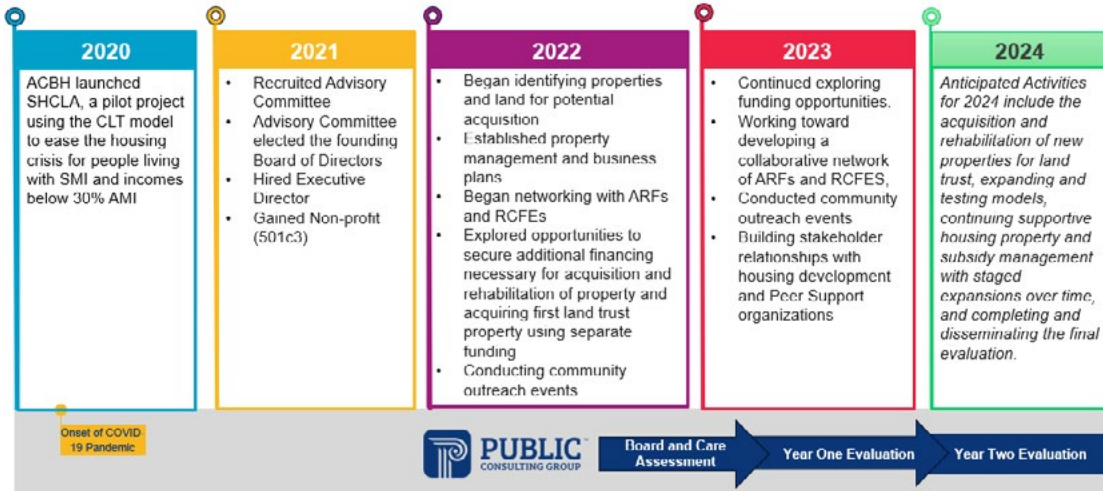 2020
ACBH launched
SHCLA, a pilot project
using the CLT model
to ease the housing
crisis for people living
with SMI and incomes
below 30% AMI
2021
• Recruited Advisory
Committee
• Advisory Committee
elected the founding
Board of Directors
• Hired Executive
Director
• Gained Non-profit
(501c3)
2022
• Began identifying properties
and land for potential
acquisition
• Established property
management and business
plans
• Began networking with ARFs
and RCFEs
• Explored opportunities to
secure additional financing
necessary for acquisition and
rehabilitation of property and
acquiring first land trust
property using separate
funding
• Conducting community
outreach events
2023
• Continued exploring
funding opportunities.
• Working toward
developing a
collaborative network
of ARFs and RCFES,
• Conducted community
outreach events
• Building stakeholder
relationships with
housing development
and Peer Support
organizations
2024
Anticipated Activities
for 2024 include the
acquisition and
rehabilitation of new
properties for land
trust, expanding and
testing models,
continuing supportive
housing property and
subsidy management
with staged
expansions over time,
and completing and
disseminating the final
evaluation.
Onset of COVID
19 Pandemic
PUBLIC
CONSULTING GROUP
Board and Care
Assessment
Year One Evaluation
Year Two Evaluation